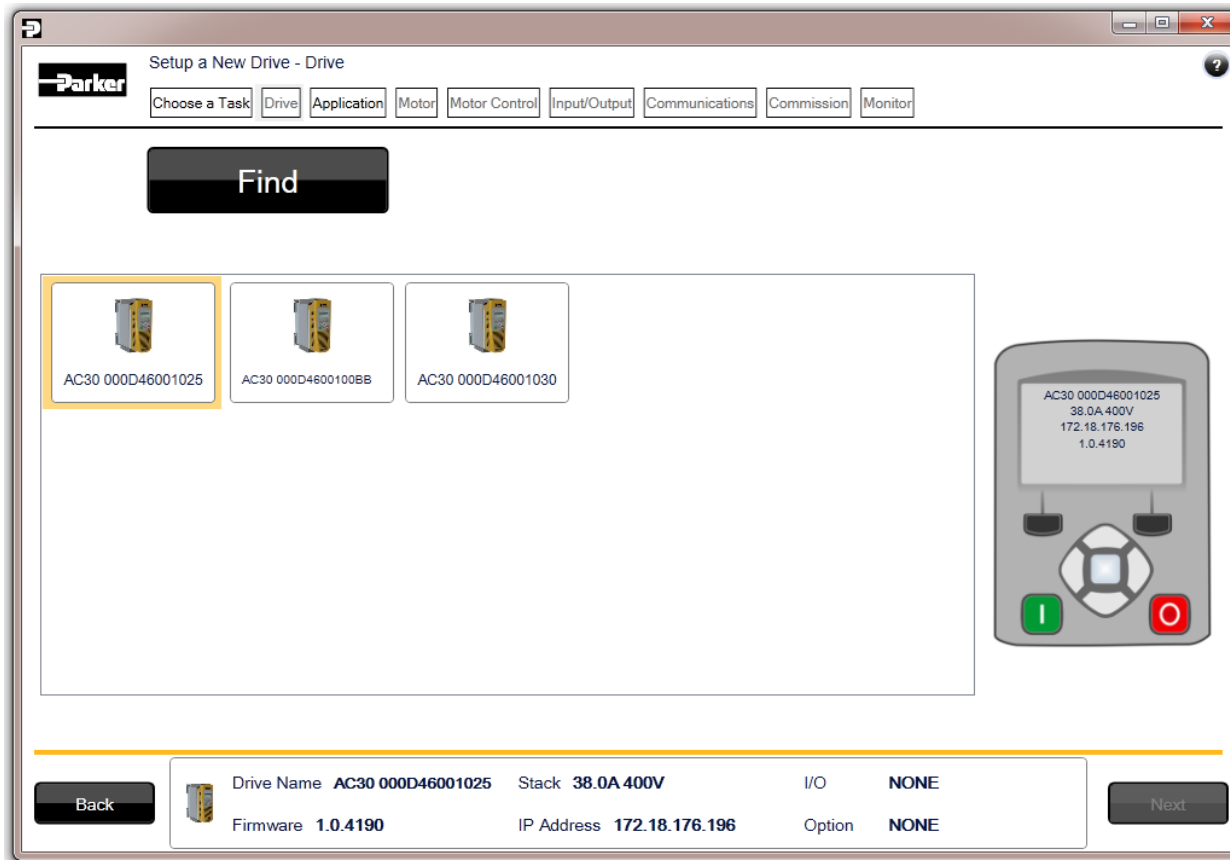 Setup a New Drive - Drive
?
Parker
Choose a Task Drive Application Motor Motor Control Input/Output Communications Commission Monitor
Find
AC30 000D46001025
AC30 000D4600100BB
AC30 000D46001030
AC30 000D46001025
38.0A 400V
172.18.176.196
1.0.4190
I O
Back
Drive Name AC30 000D46001025 Stack 38.0A 400V I/O NONE
Firmware 1.0.4190 IP Address 172.18.176.196 Option NONE
Next